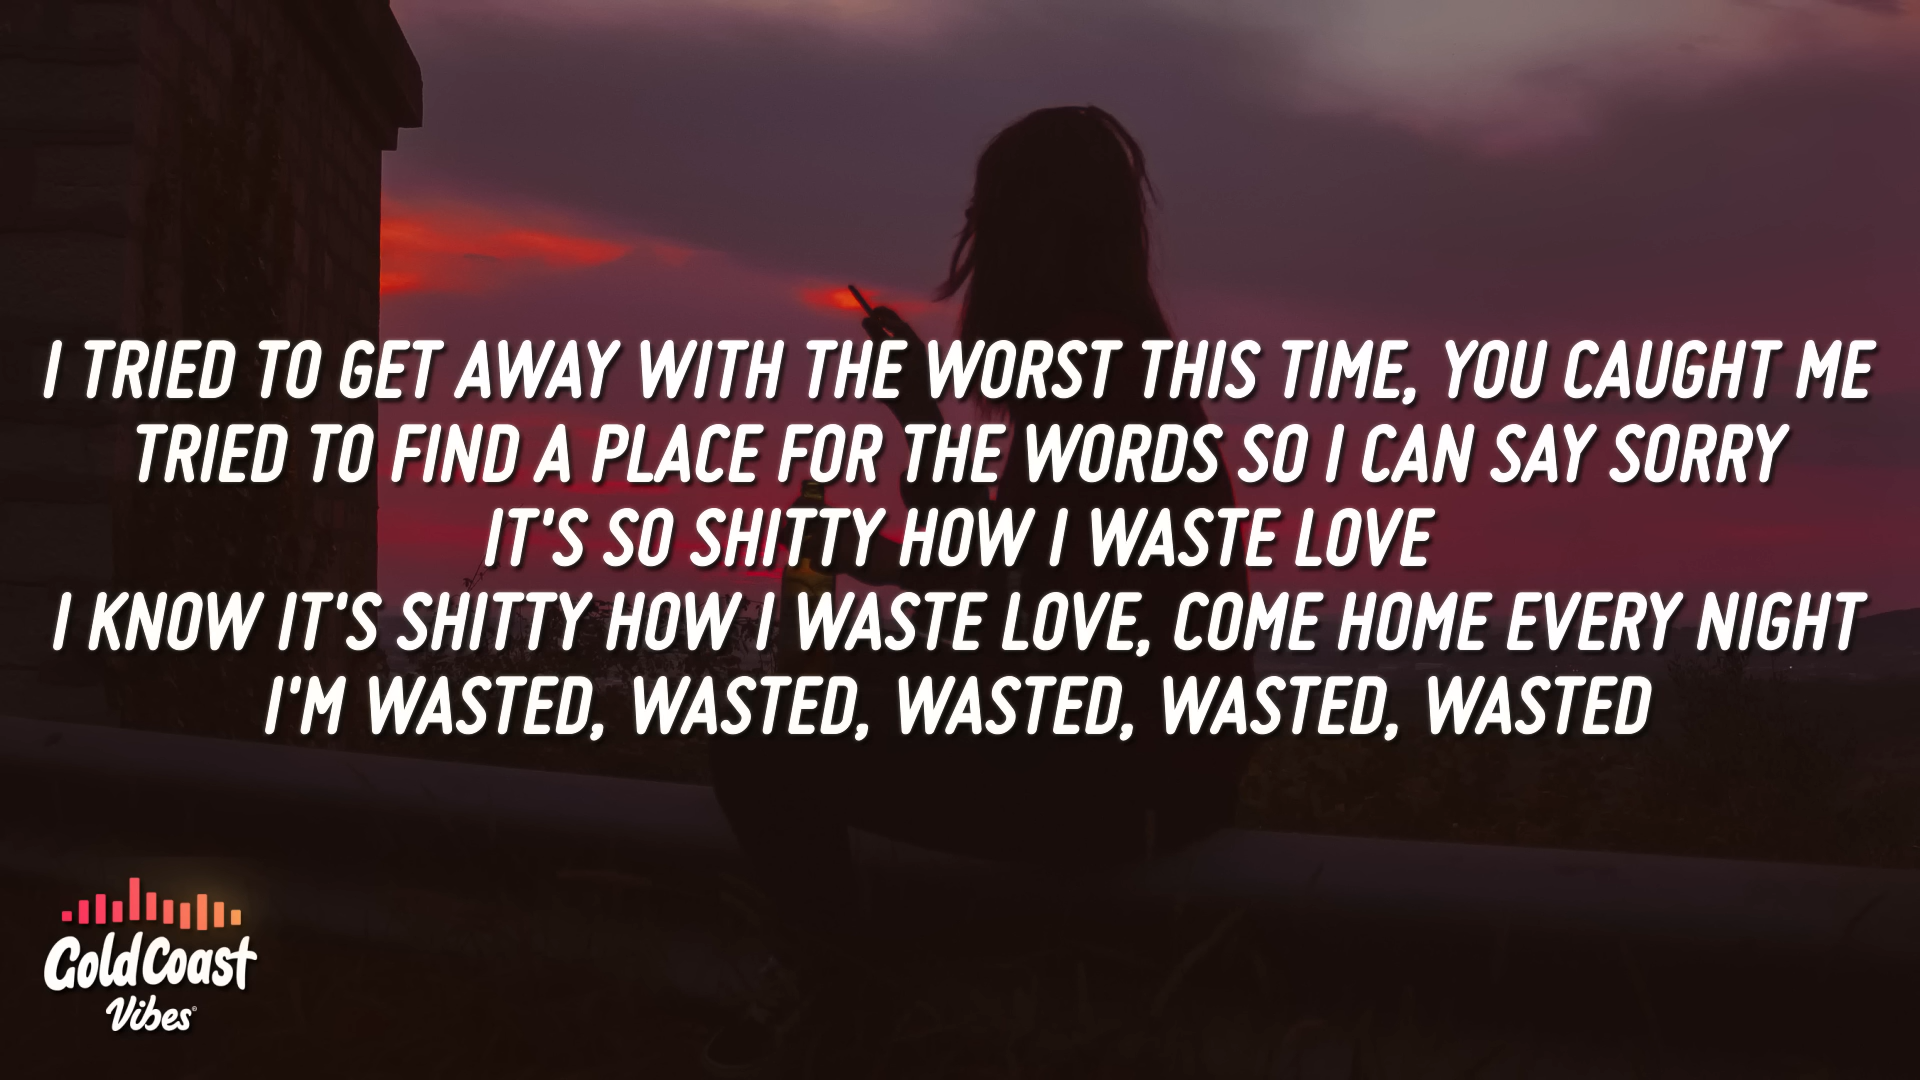 I TRIED TO GET AWAY WITH THE WORST THIS TIME, YOU CAUGHT ME
TRIED TO FIND A PLACE FOR THE WORDS SO I CAN SAY SORRY
IT'S SO SHITTY HOW I WASTE LOVE
I KNOW IT'S SHITTY HOW I WASTE LOVE, COME HOME EVERY NIGHT
I'M WASTED, WASTED, WASTED, WASTED, WASTED
Gold Coast
Vibes